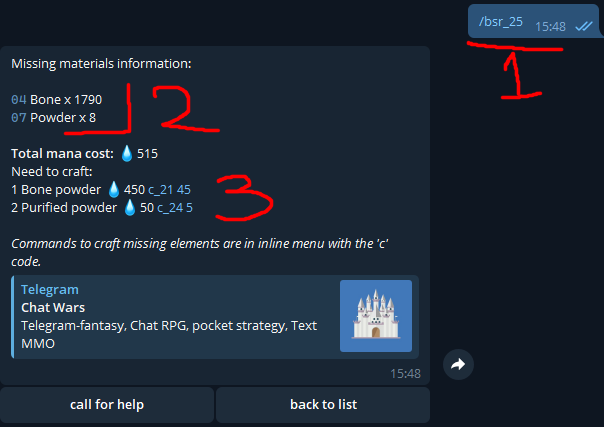 /bsr_25 15:48
1
Missing materials information:
04 Bone x 1790
07 Powder x 8
2
Total mana cost: 💧 515
Need to craft:
1 Bone powder 💧 450 c_21 45
2 Purified powder 💧 50 c_24 5
3
Commands to craft missing elements are in inline menu with the 'c'
code.
Telegram
Chat Wars
Telegram-fantasy, Chat RPG, pocket strategy, Text
MMO
15:48
call for help
back to list